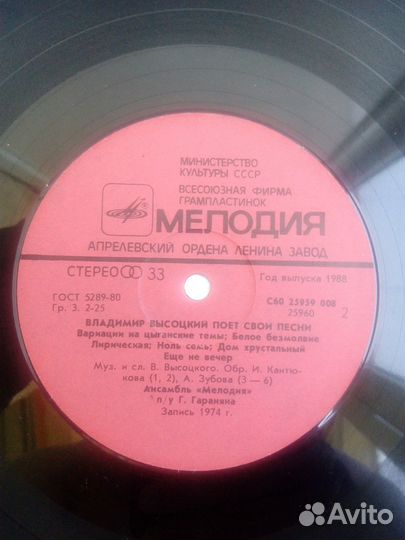 МИНИСТЕРСТВО
КУЛЬТУРЫ СССР
ВСЕСОЮЗНАЯ ФИРМА
ГРАМПЛАСТИНОК
МЕЛОДИЯ
АПРЕЛЕВСКИЙ ОРДЕНА ЛЕНИНА ЗАВОД
СТЕРЕО 33
Год выпуска 1988
ГОСТ 5289-80
Гр. 3. 2-25
С60 25959 008
25960 2
ВЛАДИМИР ВЫСОЦКИЙ ПОЕТ СВОИ ПЕСНИ
Вариации на цыганские темы; Белое безмолвие
Лирическая; Ноль семь; Дом хрустальный
Еще не вечер
Муз. и сл. В. Высоцкого. Обр. И. Кантю-
кова (1, 2), А. Зубова (3 — 6)
Ансамбль «Мелодия»
п/у Г. Гараняна
Запись 1974 г.
Avito